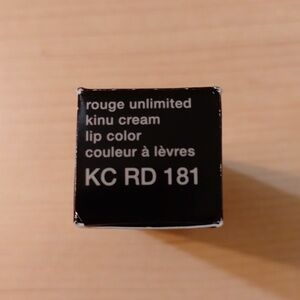 rouge unlimited
kinu cream
lip color
couleur à lèvres
KC RD 181